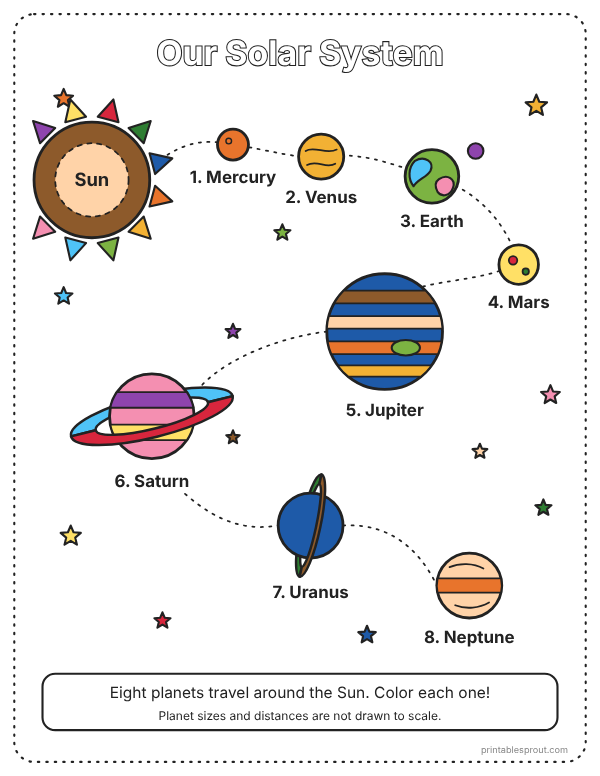 Our Solar System
Sun
1. Mercury
2. Venus
3. Earth
4. Mars
5. Jupiter
6. Saturn
7. Uranus
8. Neptune
Eight planets travel around the Sun. Color each one!
Planet sizes and distances are not drawn to scale.
printablesprout.com